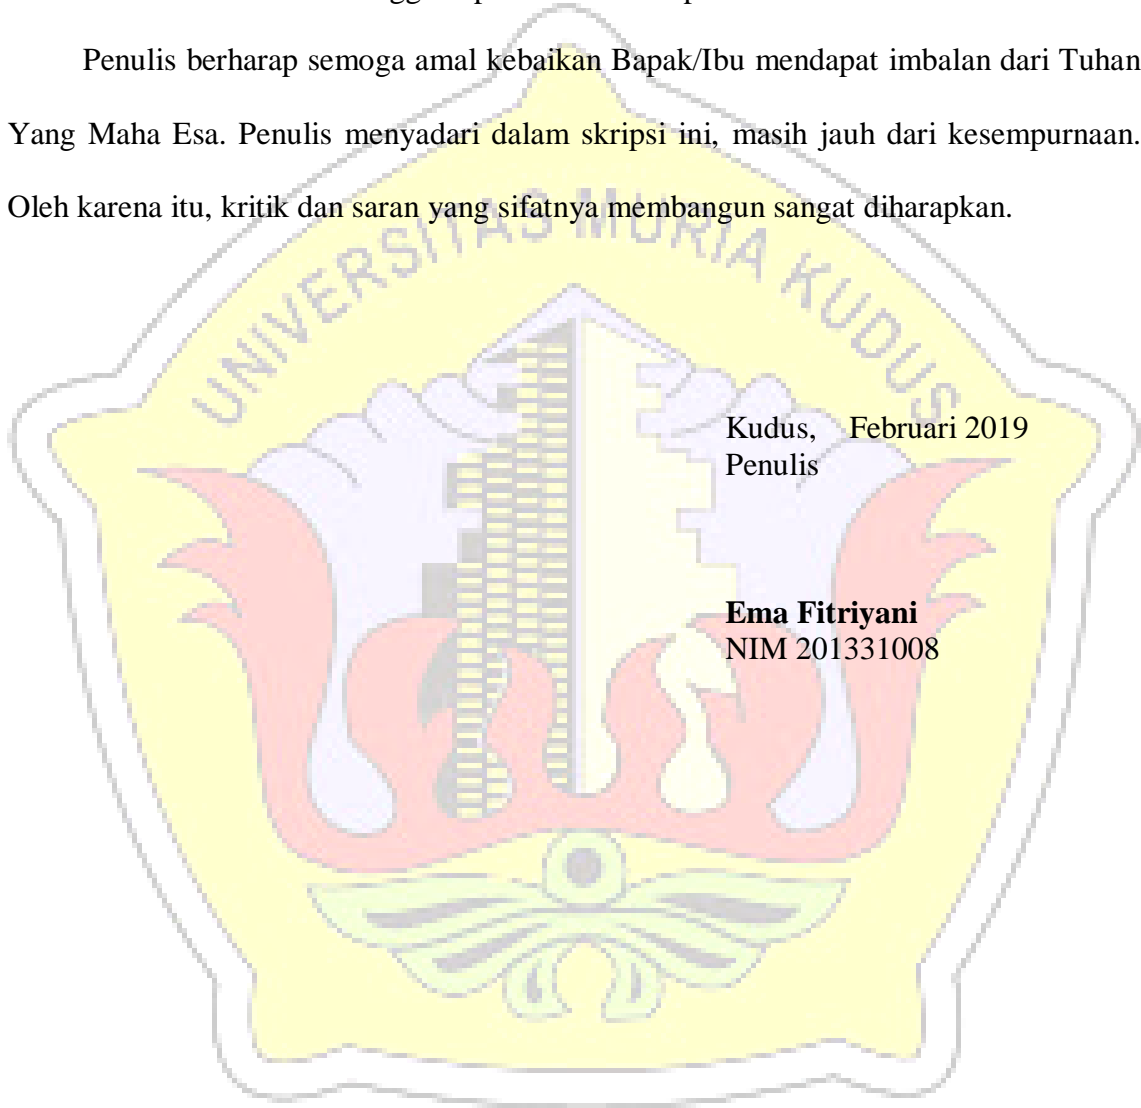 Penulis berharap semoga amal kebaikan Bapak/Ibu mendapat imbalan dari Tuhan
Yang Maha Esa. Penulis menyadari dalam skripsi ini, masih jauh dari kesempurnaan.
Oleh karena itu, kritik dan saran yang sifatnya membangun sangat diharapkan.
UNIVERSITAS MURIA KUDUS
Kudus, Februari 2019
Penulis
Ema Fitriyani
NIM 201331008